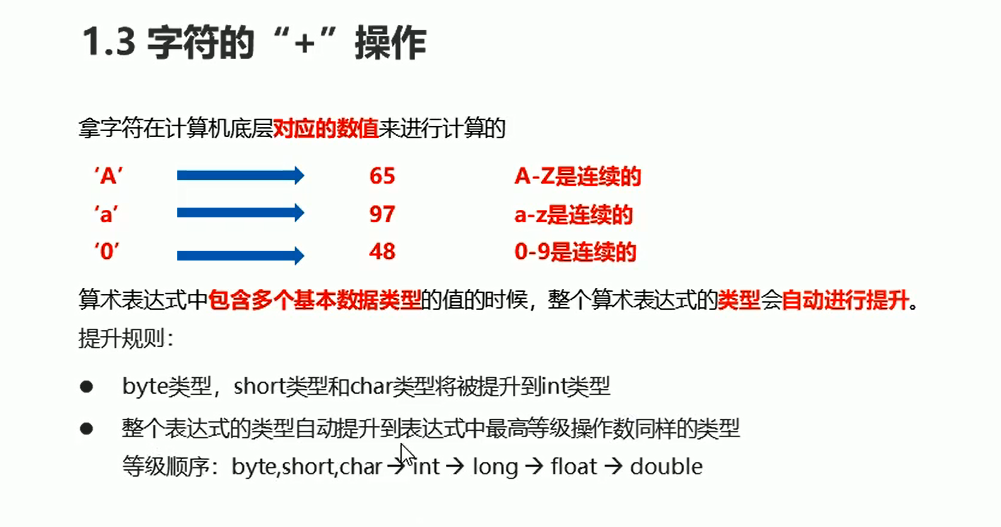 1.3 字符的“+”操作
拿字符在计算机底层对应的数值来进行计算的
‘A’ 65 A-Z是连续的
‘a’ 97 a-z是连续的
‘0’ 48 0-9是连续的
算术表达式中包含多个基本数据类型的值的时候，整个算术表达式的类型会自动进行提升。
提升规则：
● byte类型，short类型和char类型将被提升到int类型
● 整个表达式的类型自动提升到表达式中最高等级操作数同样的类型
等级顺序：byte,short,char → int → long → float → double